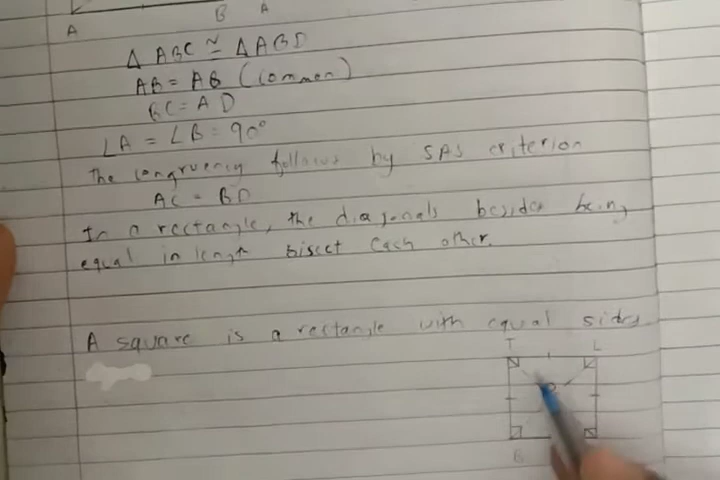 B A
A
Δ ABC ≅ ΔABD
AB = AB (common)
BC = AD
∠A = ∠B = 90°
The congruency follows by SAS criterion
AC = BD
In a rectangle, the diagonals besides being
equal in length bisect each other.
A square is a rectangle with equal sides
T L
B